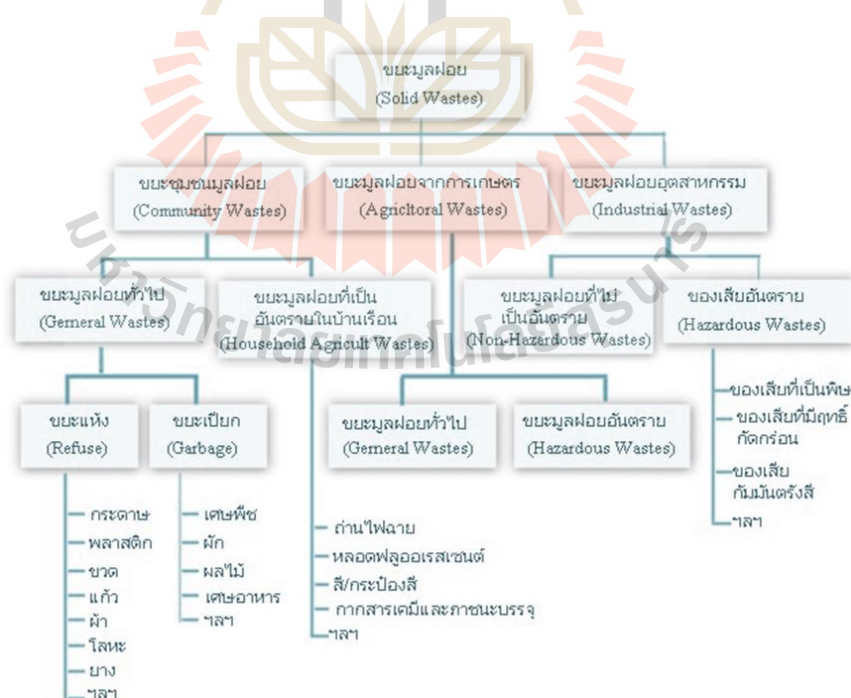 ขยะมูลฝอย
(Solid Wastes)
ขยะชุมชนมูลฝอย
(Community Wastes)
ขยะมูลฝอยจากการเกษตร
(Agricltoral Wastes)
ขยะมูลฝอยอุตสาหกรรม
(Industrial Wastes)
ขยะมูลฝอยทั่วไป
(Gemeral Wastes)
ขยะมูลฝอยที่เป็น
อันตรายในบ้านเรือน
(Household Agricult Wastes)
ขยะมูลฝอยที่ไม่
เป็นอันตราย
(Non-Hazardous Wastes)
ของเสียอันตราย
(Hazardous Wastes)
ขยะแห้ง
(Refuse)
ขยะเปียก
(Garbage)
ขยะมูลฝอยทั่วไป
(Gemeral Wastes)
ขยะมูลฝอยอันตราย
(Hazardous Wastes)
ของเสียที่เป็นพิษ
ของเสียที่มีฤทธิ์
กัดกร่อน
ของเสีย
กัมมันตรังสี
ฯลฯ
กระดาษ
พลาสติก
ขวด
แก้ว
ผ้า
โลหะ
ยาง
ฯลฯ
เศษพืช
ผัก
ผลไม้
เศษอาหาร
ฯลฯ
ถ่านไฟฉาย
หลอดฟลูออเรสเซนต์
สี/กระป๋องสี
กากสารเคมีและภาชนะบรรจุ
ฯลฯ